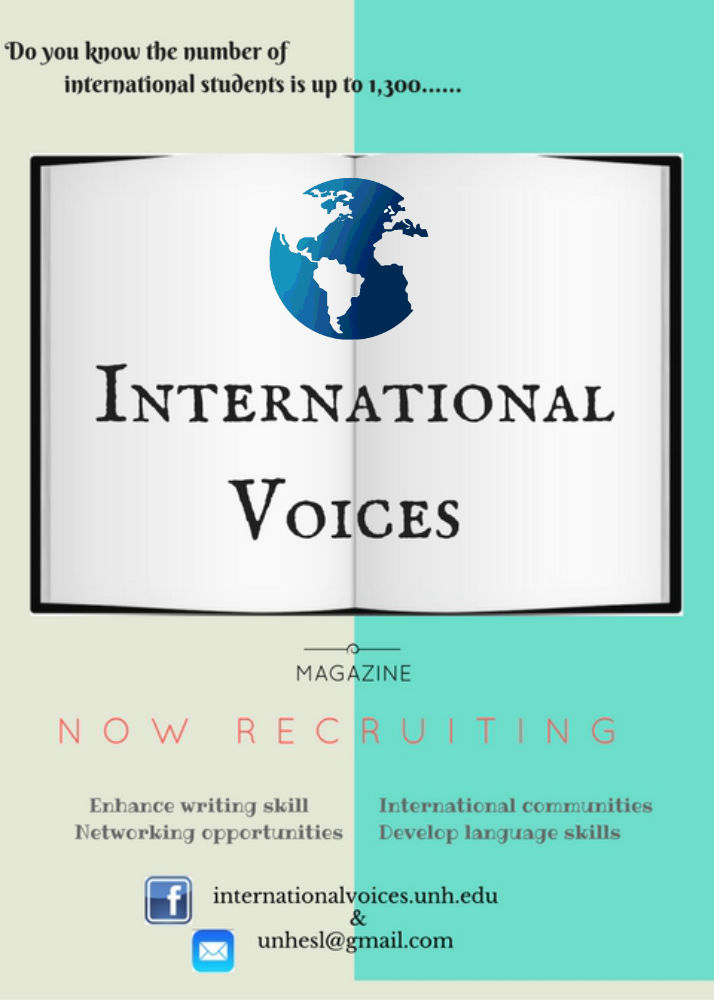 Do you know the number of
international students is up to 1,300......
International
Voices
MAGAZINE
NOW RECRUITING
Enhance writing skill
Networking opportunities
International communities
Develop language skills
f
internationalvoices.unh.edu
&
unhesl@gmail.com